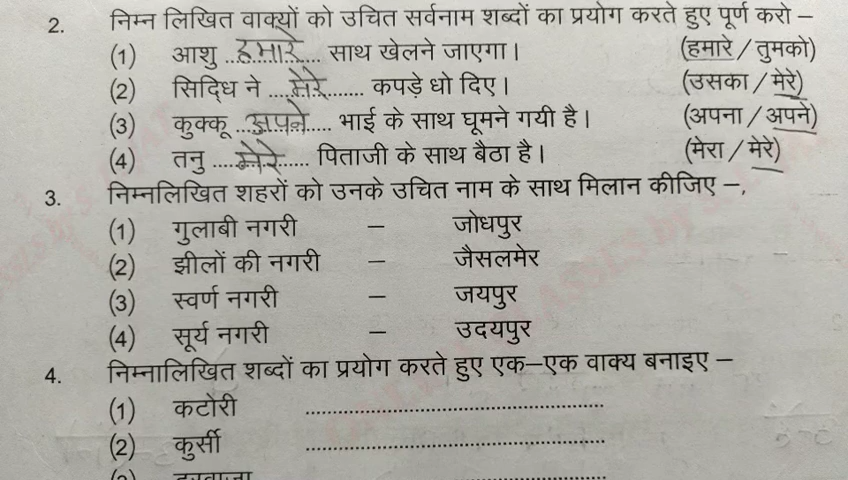 2. निम्न लिखित वाक्यों को उचित सर्वनाम शब्दों का प्रयोग करते हुए पूर्ण करो –
(1) आशु ..हमारे.. साथ खेलने जाएगा। (हमारे / तुमको)
(2) सिद्धि ने ....मेरे...... कपड़े धो दिए। (उसका / मेरे)
(3) कुक्कू ...अपने.... भाई के साथ घूमने गयी है। (अपना / अपने)
(4) तनु .....मेरे..... पिताजी के साथ बैठा है। (मेरा / मेरे)
3. निम्नलिखित शहरों को उनके उचित नाम के साथ मिलान कीजिए –
(1) गुलाबी नगरी – जोधपुर
(2) झीलों की नगरी – जैसलमेर
(3) स्वर्ण नगरी – जयपुर
(4) सूर्य नगरी – उदयपुर
4. निम्नालिखित शब्दों का प्रयोग करते हुए एक–एक वाक्य बनाइए –
(1) कटोरी ............................................................
(2) कुर्सी ............................................................